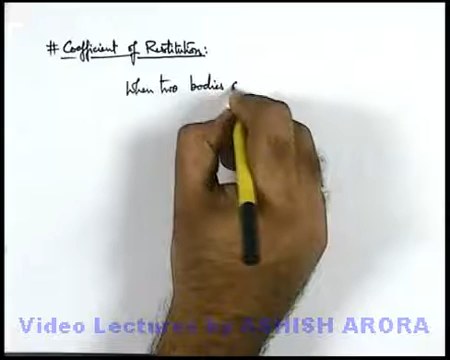 # Coefficient of Restitution:
When two bodies c
Video Lectures by ASHISH ARORA